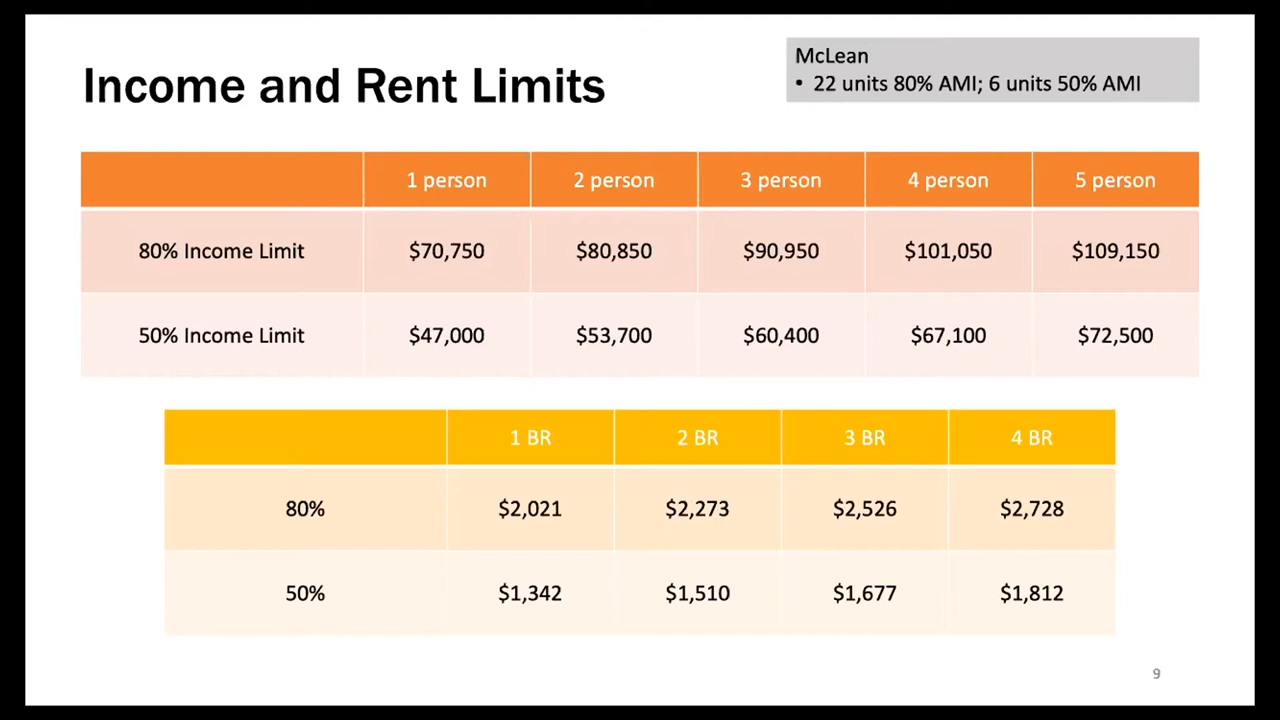 Income and Rent Limits
McLean
• 22 units 80% AMI; 6 units 50% AMI
1 person 2 person 3 person 4 person 5 person
80% Income Limit $70,750 $80,850 $90,950 $101,050 $109,150
50% Income Limit $47,000 $53,700 $60,400 $67,100 $72,500
1 BR 2 BR 3 BR 4 BR
80% $2,021 $2,273 $2,526 $2,728
50% $1,342 $1,510 $1,677 $1,812
9